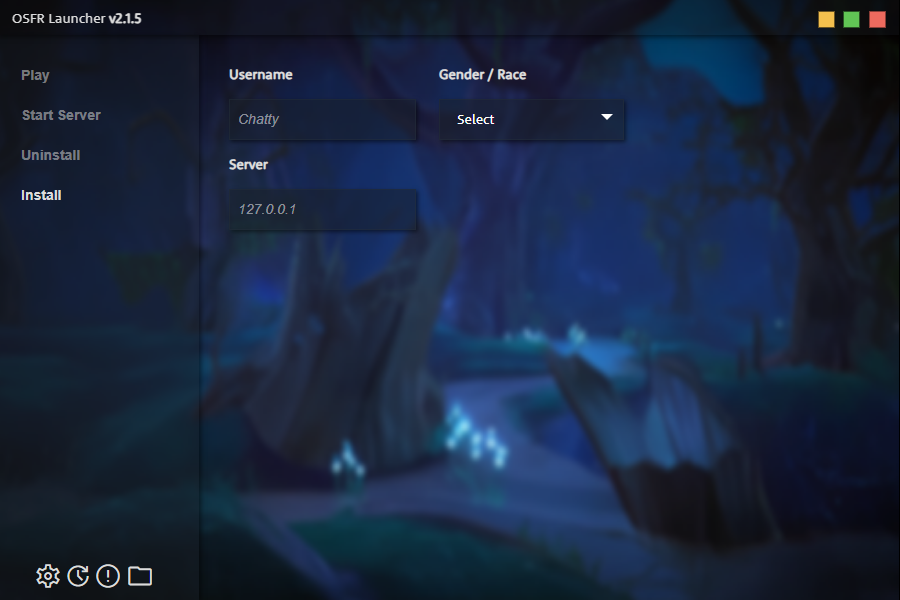 OSFR Launcher v2.1.5
Play
Start Server
Uninstall
Install
Username
Gender / Race
Chatty
Select
Server
127.0.0.1